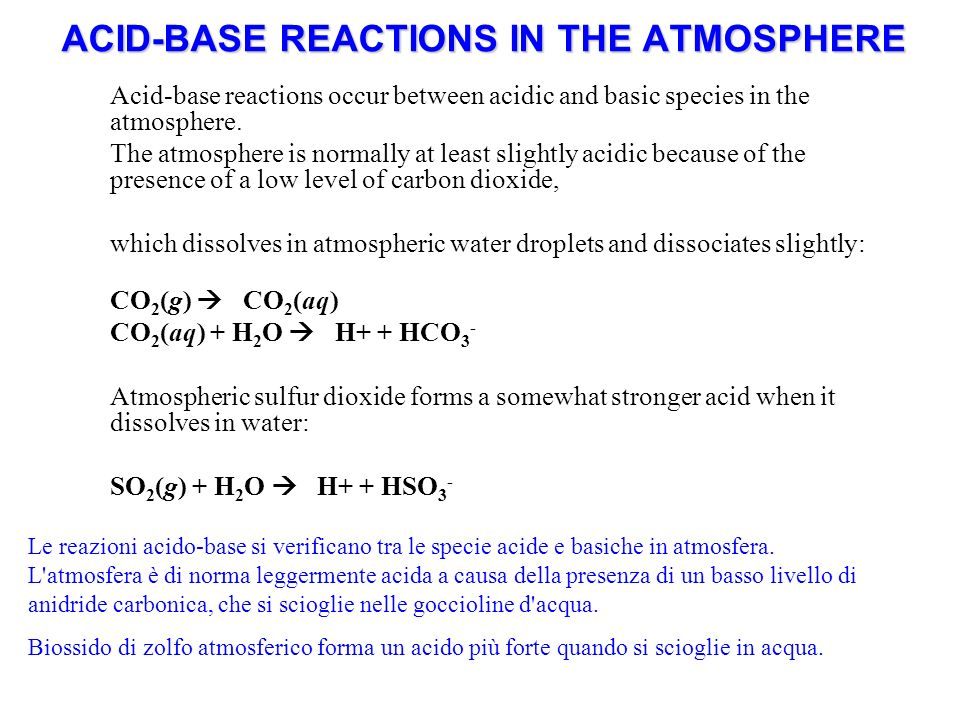 ACID-BASE REACTIONS IN THE ATMOSPHERE
Acid-base reactions occur between acidic and basic species in the
atmosphere.
The atmosphere is normally at least slightly acidic because of the
presence of a low level of carbon dioxide,
which dissolves in atmospheric water droplets and dissociates slightly:
CO₂(g) → CO₂(aq)
CO₂(aq) + H₂O → H+ + HCO₃⁻
Atmospheric sulfur dioxide forms a somewhat stronger acid when it
dissolves in water:
SO₂(g) + H₂O → H+ + HSO₃⁻
Le reazioni acido-base si verificano tra le specie acide e basiche in atmosfera.
L'atmosfera è di norma leggermente acida a causa della presenza di un basso livello di
anidride carbonica, che si scioglie nelle goccioline d'acqua.
Biossido di zolfo atmosferico forma un acido più forte quando si scioglie in acqua.